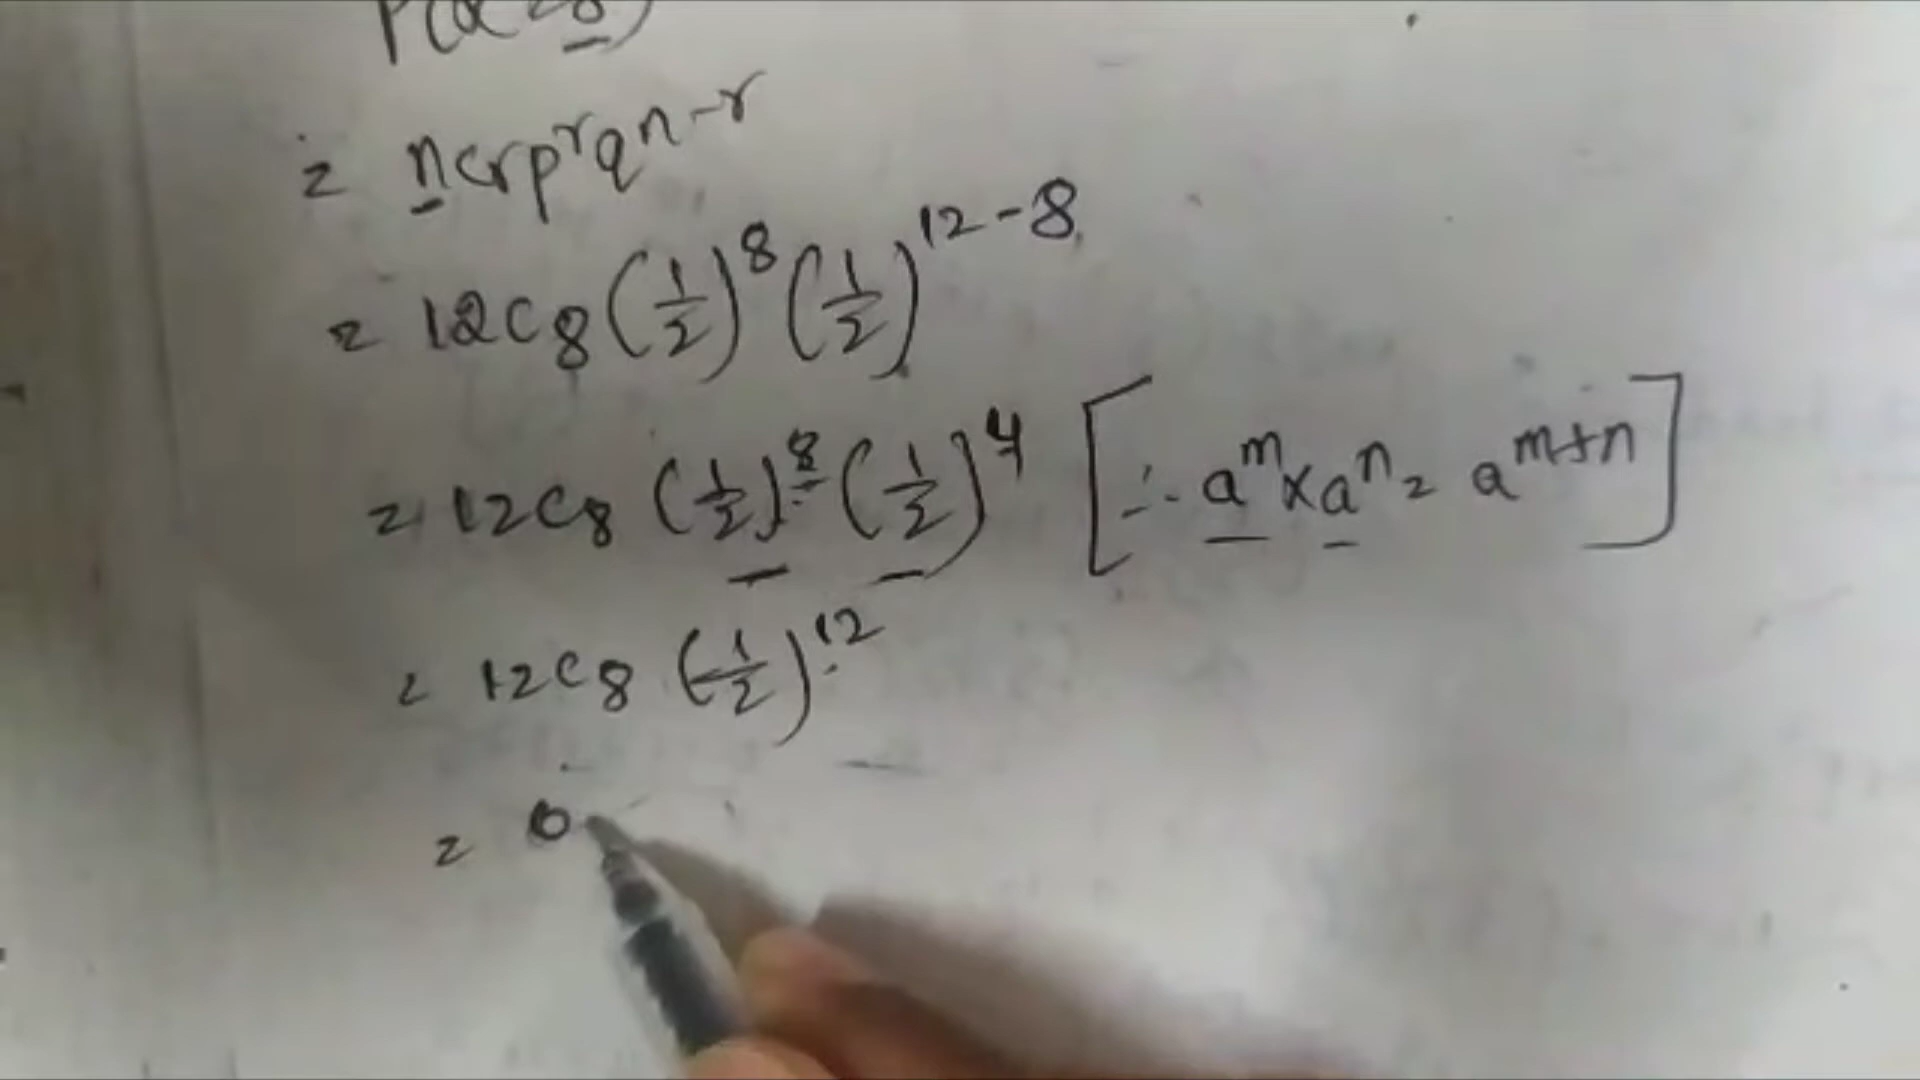 P(x=8)
= ncrp^r q^n-r
= 12c8 (1/2)^8 (1/2)^12-8
= 12c8 (1/2)^8 (1/2)^4 [∵ a^m x a^n = a^m+n]
= 12c8 (1/2)^12
= 0